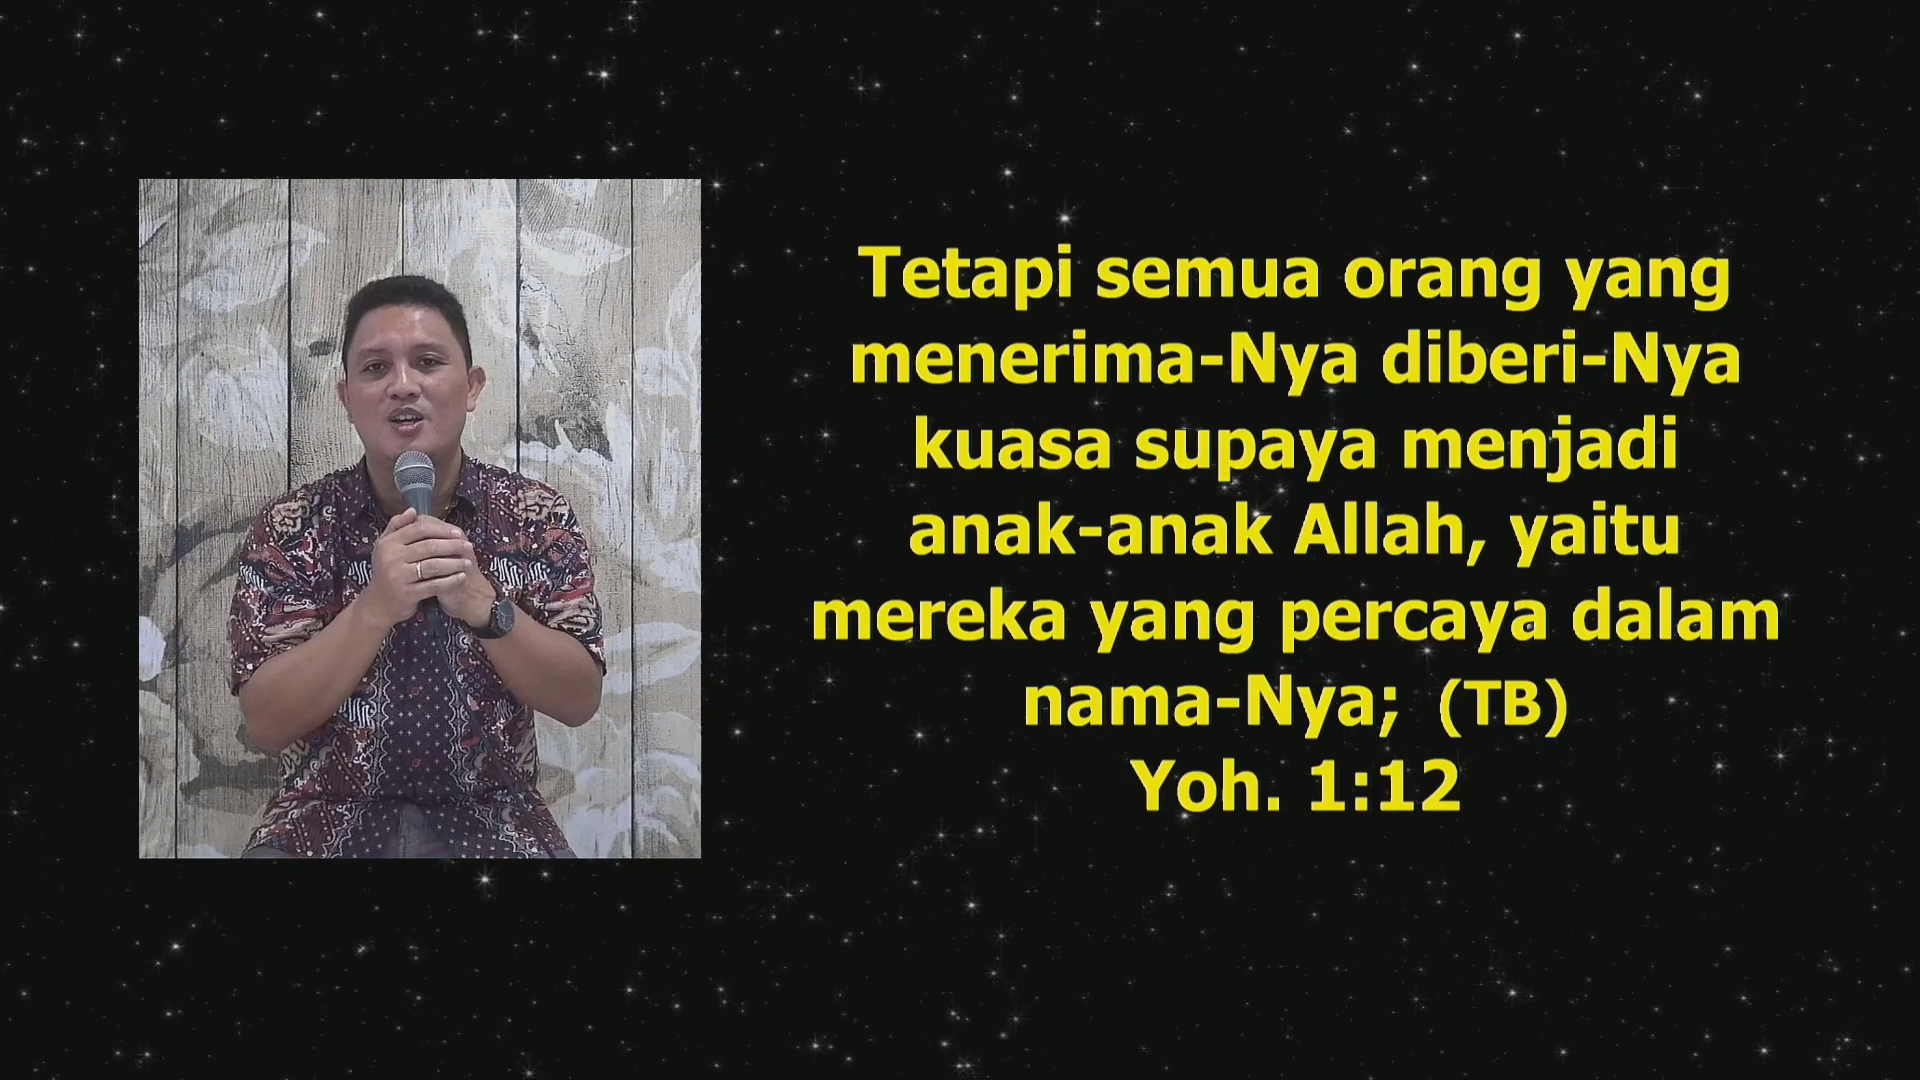 Tetapi semua orang yang
menerima-Nya diberi-Nya
kuasa supaya menjadi
anak-anak Allah, yaitu
mereka yang percaya dalam
nama-Nya; (TB)
Yoh. 1:12